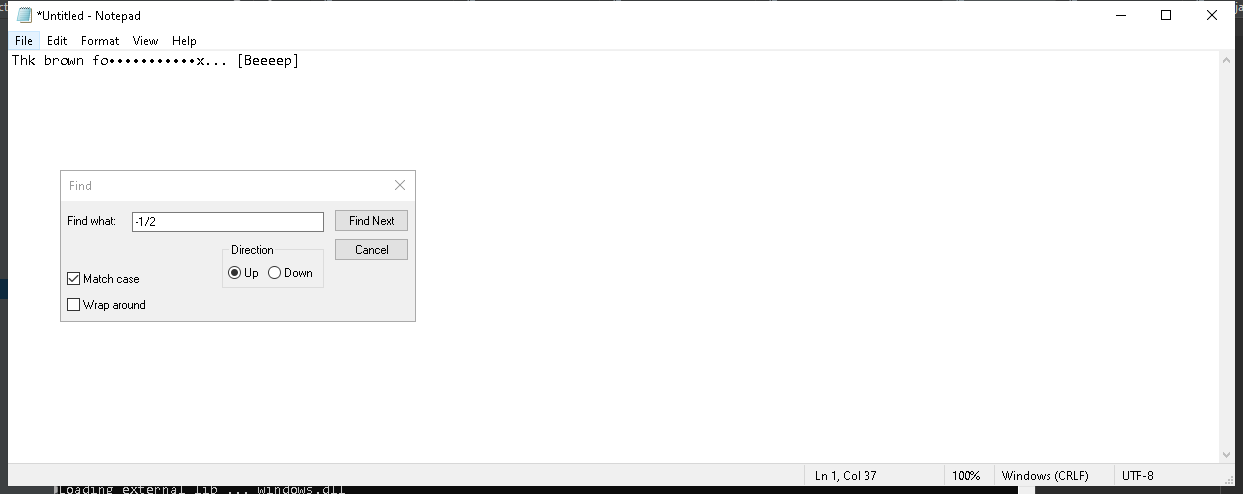 *Untitled - Notepad
File Edit Format View Help
Thk brown fo•••••••••••x... [Beeeep]
Find
Find what: -1/2 Find Next
Direction Cancel
Up Down
Match case
Wrap around
Ln 1, Col 37 100% Windows (CRLF) UTF-8
Loading external lib ... windows.dll